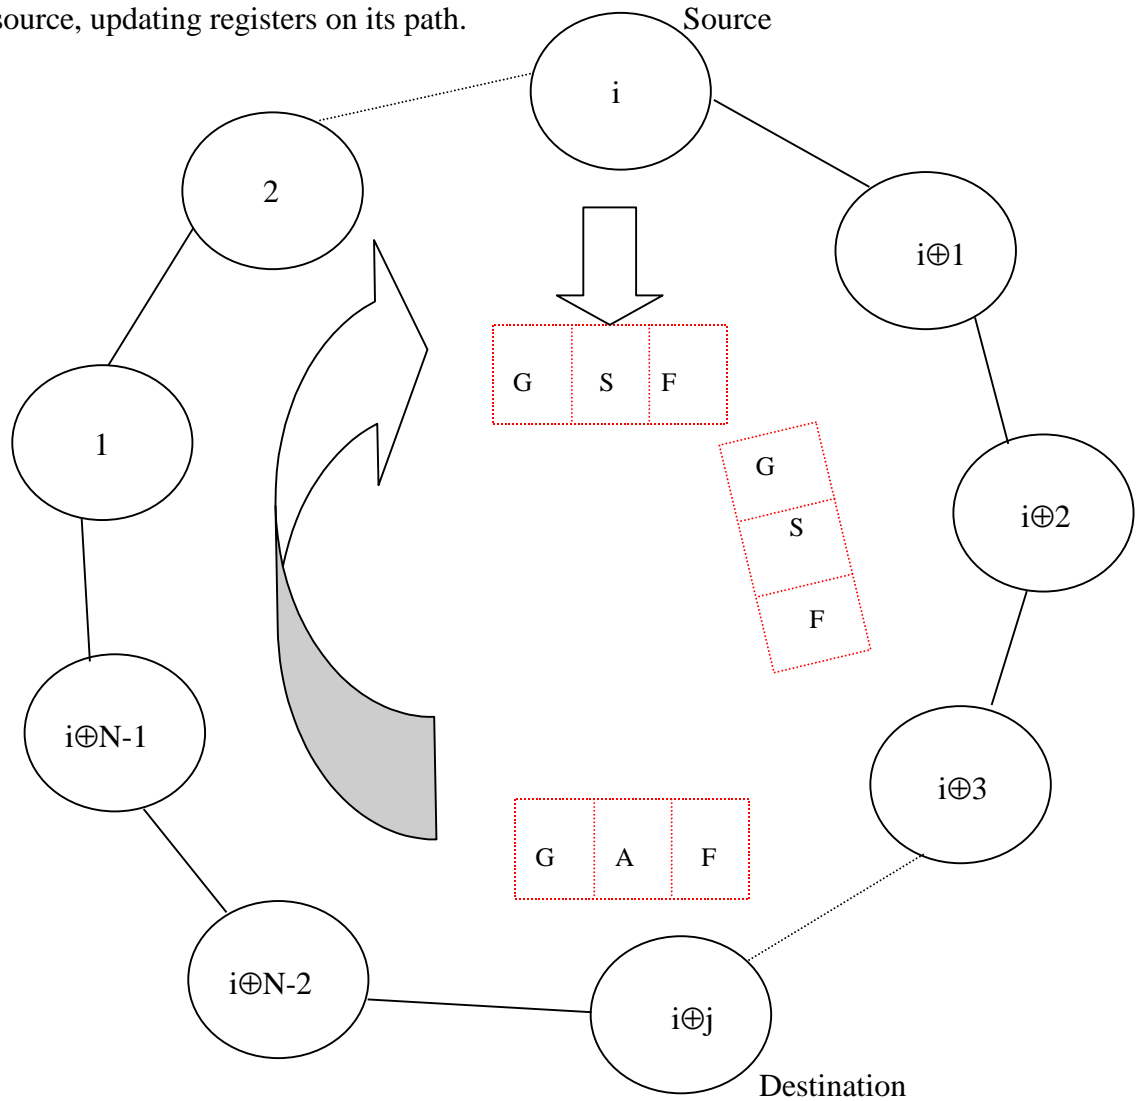 source, updating registers on its path.
Source
i
2
i⊕1
G S F
1
G
S
i⊕2
F
i⊕N-1
i⊕3
G A F
i⊕N-2
i⊕j
Destination